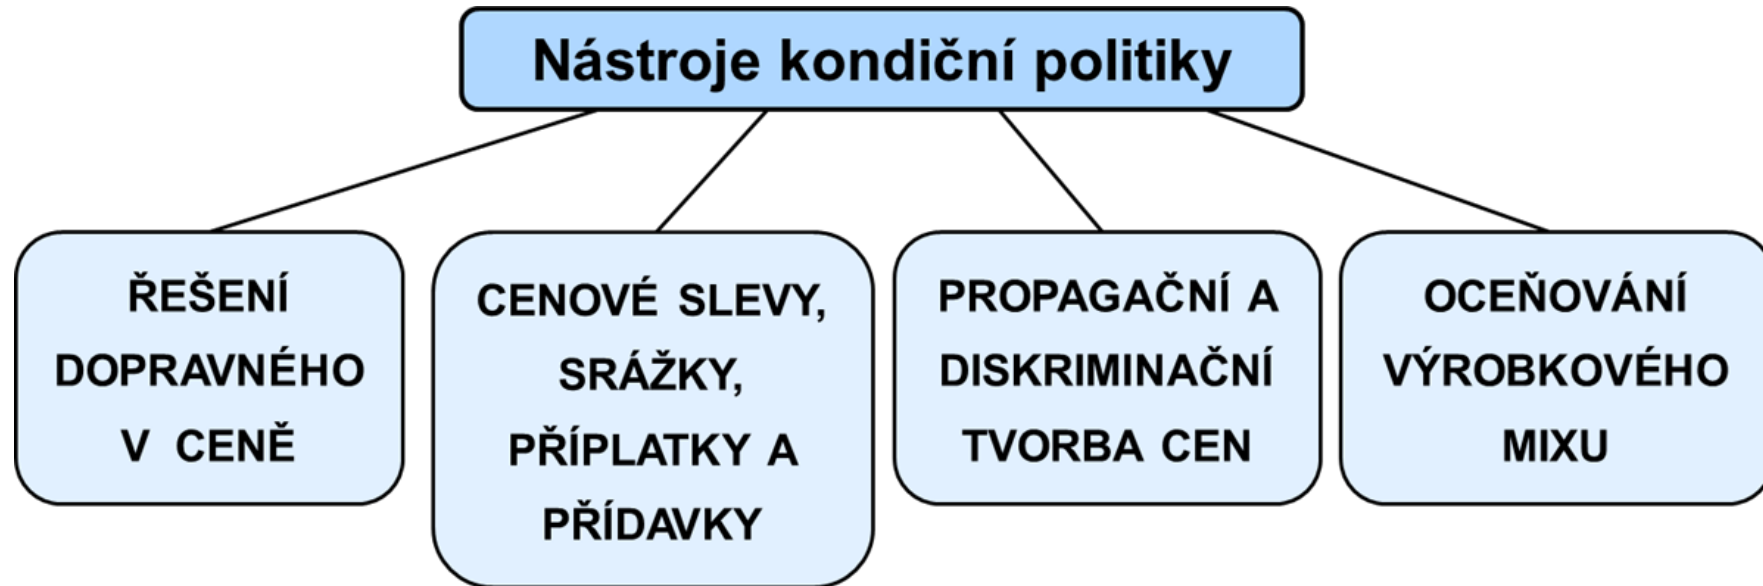 Nástroje kondiční politiky
ŘEŠENÍ
DOPRAVNÉHO
V CENĚ
CENOVÉ SLEVY,
SRÁŽKY,
PŘÍPLATKY A
PŘÍDAVKY
PROPAGAČNÍ A
DISKRIMINAČNÍ
TVORBA CEN
OCEŇOVÁNÍ
VÝROBKOVÉHO
MIXU